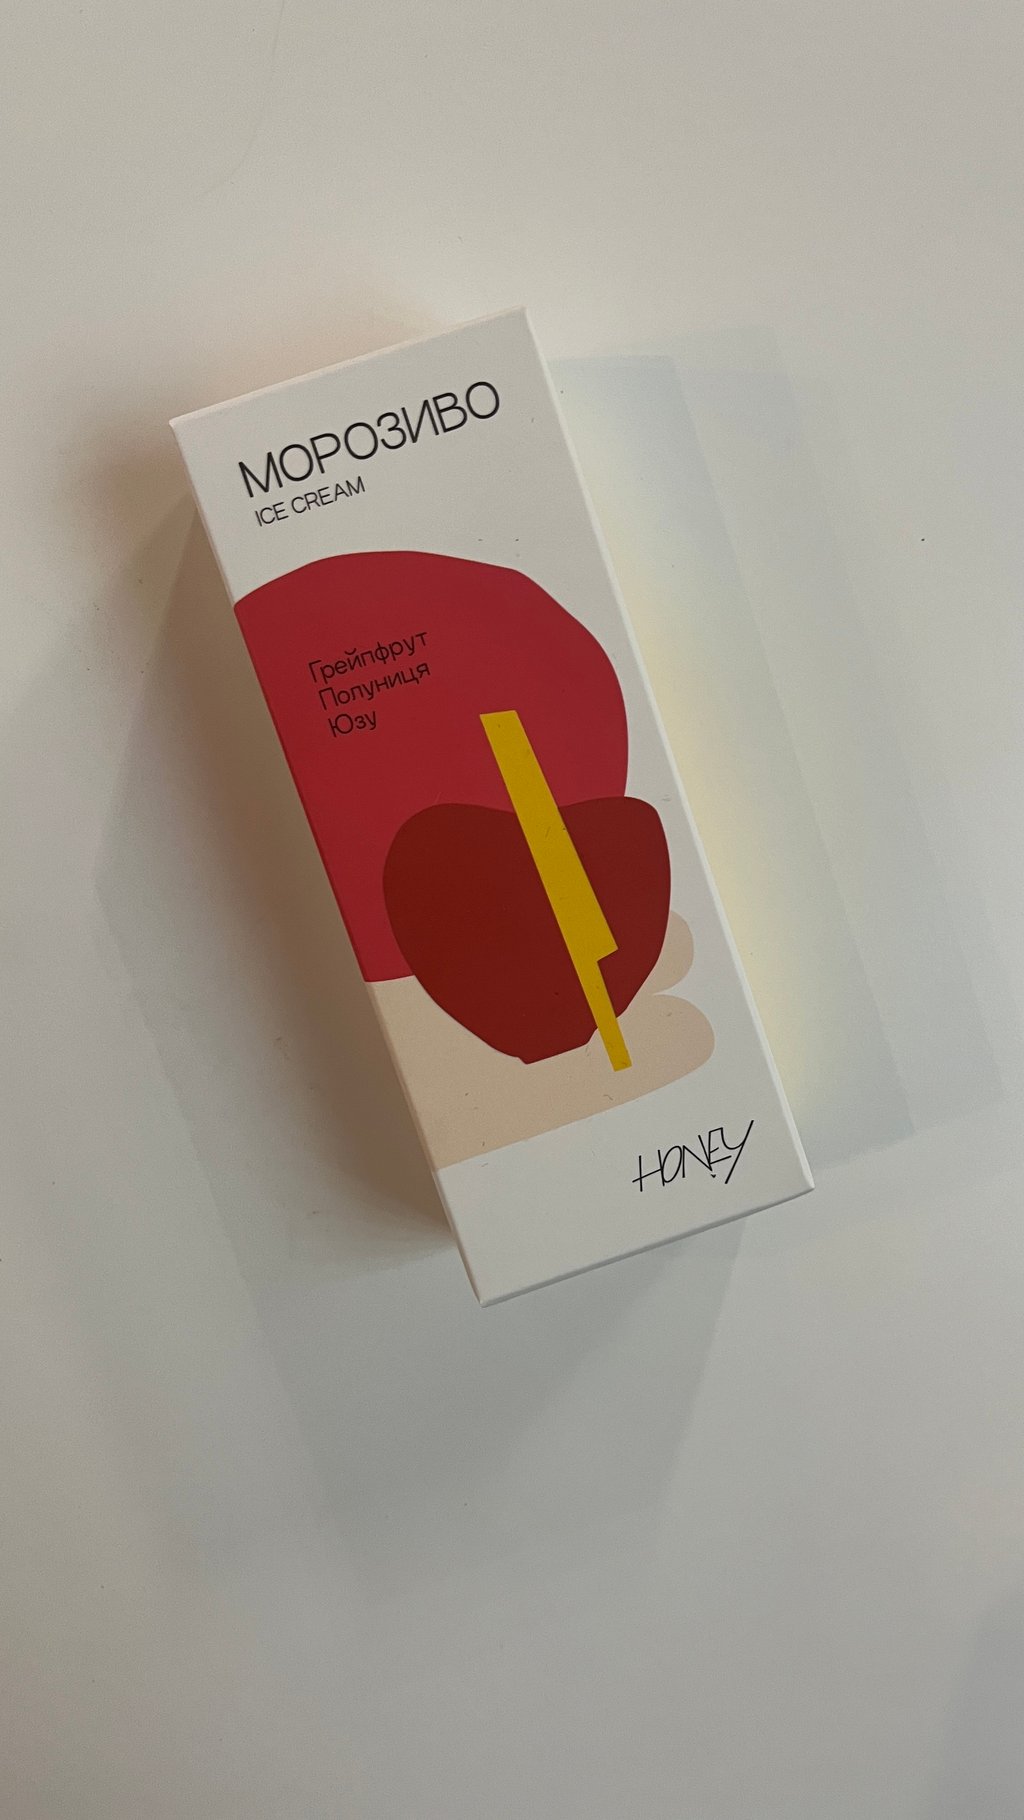 МОРОЗИВО
ICE CREAM
Грейпфрут
Полуниця
Юзу
HONEY